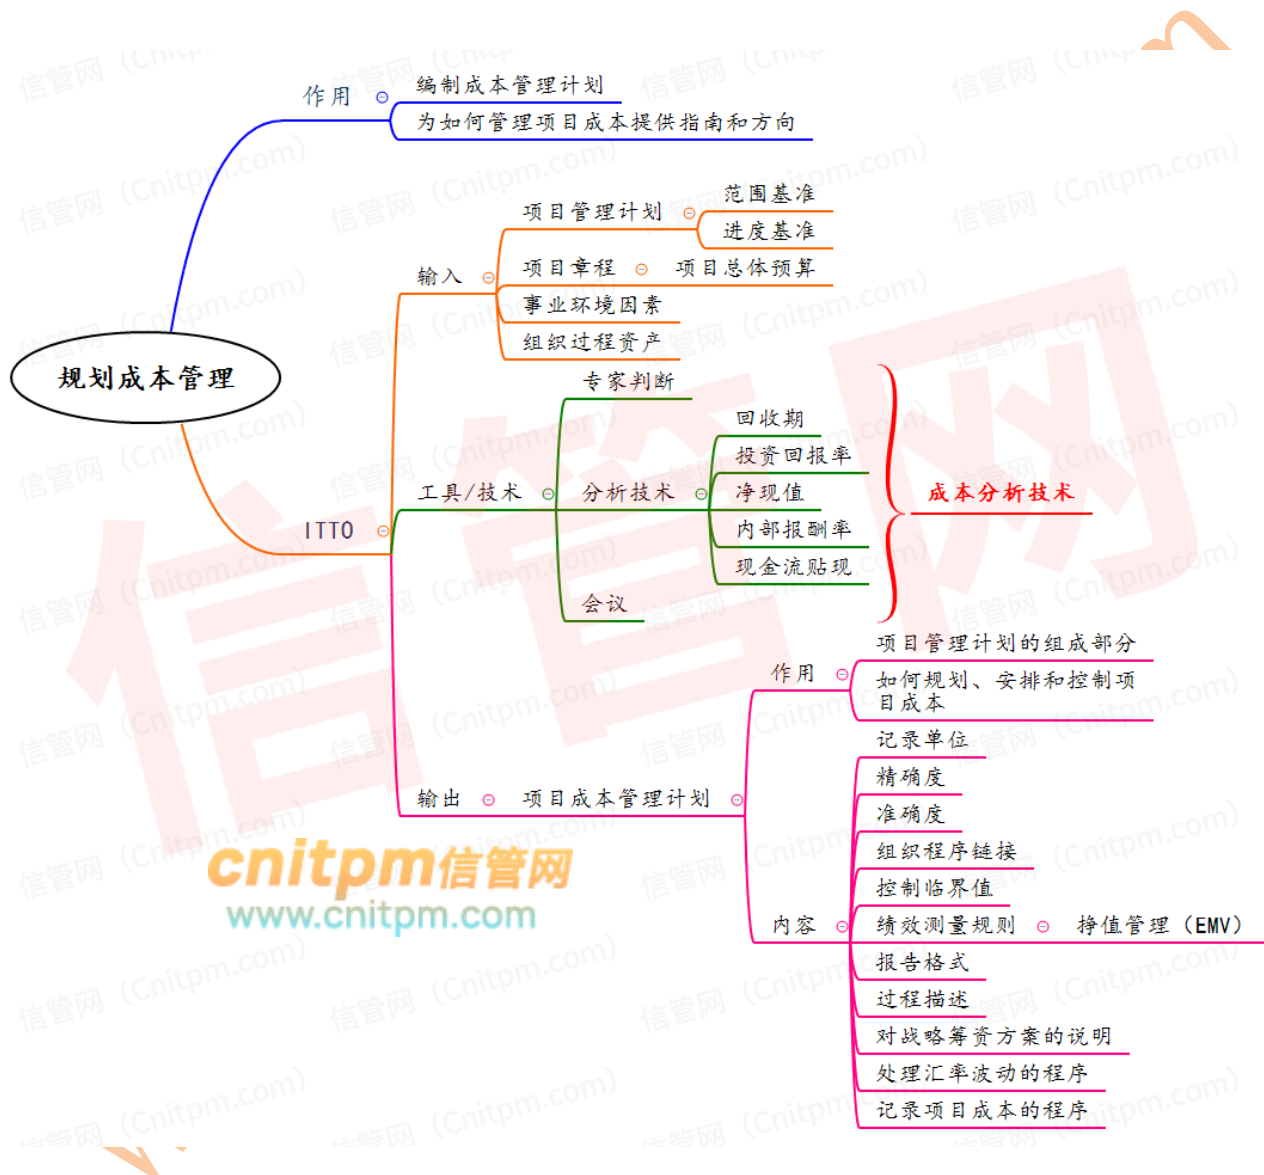 规划成本管理
作用
编制成本管理计划
为如何管理项目成本提供指南和方向
ITTO
输入
项目管理计划
范围基准
进度基准
项目章程
项目总体预算
事业环境因素
组织过程资产
工具/技术
专家判断
分析技术
回收期
投资回报率
净现值
内部报酬率
现金流贴现
成本分析技术
会议
输出
项目成本管理计划
作用
项目管理计划的组成部分
如何规划、安排和控制项
目成本
内容
记录单位
精确度
准确度
组织程序链接
控制临界值
绩效测量规则
挣值管理（EMV）
报告格式
过程描述
对战略筹资方案的说明
处理汇率波动的程序
记录项目成本的程序
信管网
cnitpm信管网
www.cnitpm.com
信管网（Cnitpm.com）